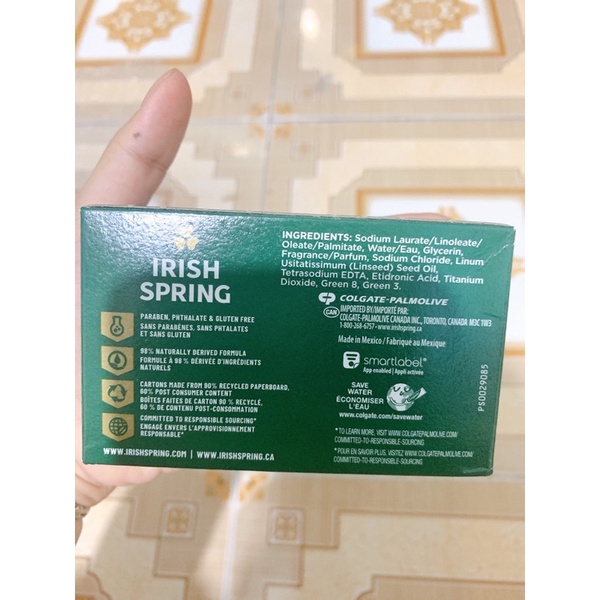 IRISH
SPRING
PARABEN, PHTHALATE & GLUTEN FREE
SANS PARABÈNES, SANS PHTALATES
ET SANS GLUTEN
98% NATURALLY DERIVED FORMULA
FORMULE À 98 % DÉRIVÉE D'INGRÉDIENTS
NATURELS
CARTONS MADE FROM 90% RECYCLED PAPERBOARD,
60% POST CONSUMER CONTENT
BOÎTES FAITES DE CARTON 90 % RECYCLÉ,
60 % DE CONTENU POST-CONSOMMATION
COMMITTED TO RESPONSIBLE SOURCING*
ENGAGÉ ENVERS L'APPROVISIONNEMENT
RESPONSABLE*
WWW.IRISHSPRING.COM | WWW.IRISHSPRING.CA
INGREDIENTS: Sodium Laurate/Linoleate/
Oleate/Palmitate, Water/Eau, Glycerin,
Fragrance/Parfum, Sodium Chloride, Linum
Usitatissimum (Linseed) Seed Oil,
Tetrasodium EDTA, Etidronic Acid, Titanium
Dioxide, Green 8, Green 3.
CP COLGATE-PALMOLIVE
CAN IMPORTED BY/IMPORTÉ PAR:
COLGATE-PALMOLIVE CANADA INC., TORONTO, CANADA M3C 1W3
1-800-268-6757 • www.irishspring.ca
Made in Mexico / Fabriqué au Mexique
smartlabel®
App enabled | Appli activée
SAVE
WATER
ÉCONOMISER
L'EAU
www.colgate.com/savewater
* TO LEARN MORE, VISIT WWW.COLGATEPALMOLIVE.COM/
COMMITTED-TO-RESPONSIBLE-SOURCING
* POUR EN SAVOIR PLUS, VISITEZ WWW.COLGATEPALMOLIVE.COM/
COMMITTED-TO-RESPONSIBLE-SOURCING
PS0029085